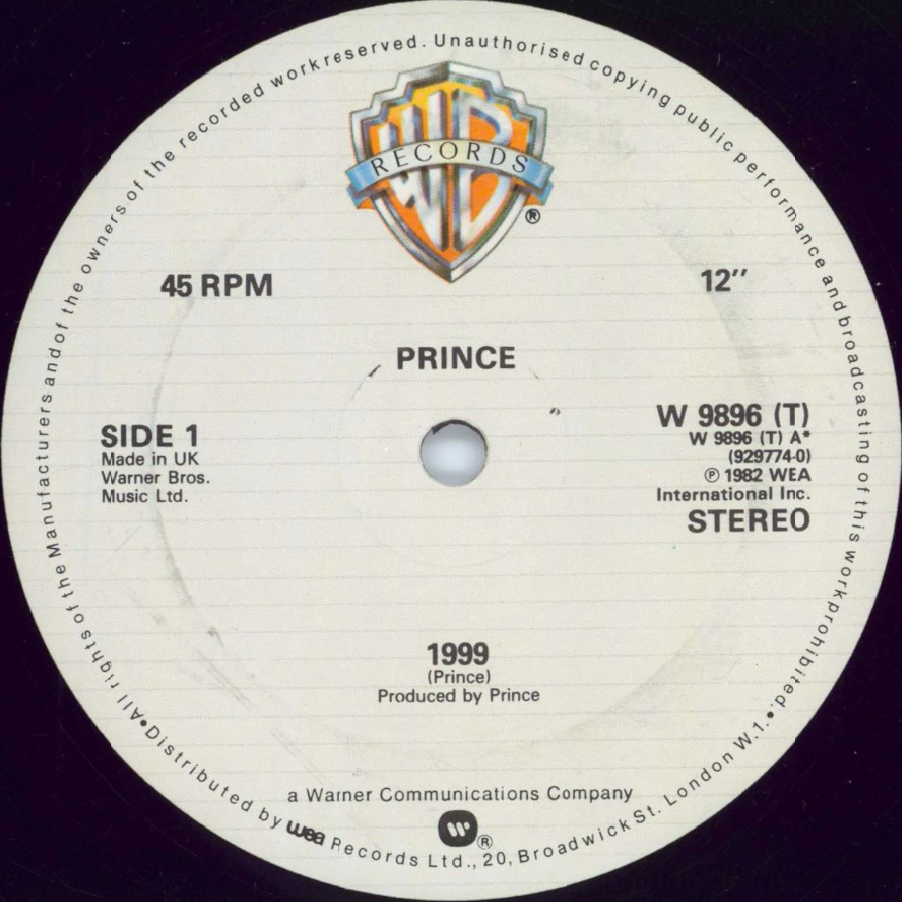 All rights of the Manufacturers and of the owners of the recorded work reserved. Unauthorised copying public performance and broadcasting of this work prohibited.
WB
RECORDS
®
45 RPM
12"
PRINCE
SIDE 1
Made in UK
Warner Bros.
Music Ltd.
W 9896 (T)
W 9896 (T) A*
(929774-0)
℗ 1982 WEA
International Inc.
STEREO
1999
(Prince)
Produced by Prince
a Warner Communications Company
W ®
• Distributed by wea Records Ltd., 20, Broadwick St. London W.1. •